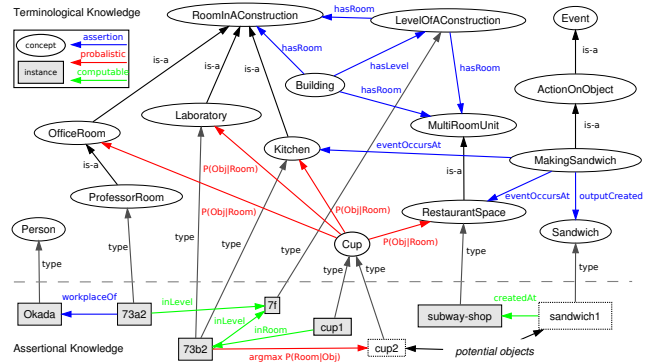 Terminological Knowledge
RoomInAConstruction
LevelOfAConstruction
Event
concept
assertion
probalistic
instance
computable
hasRoom
hasRoom
hasLevel
hasRoom
is-a
is-a
is-a
is-a
Building
hasRoom
ActionOnObject
Laboratory
OfficeRoom
MultiRoomUnit
is-a
Kitchen
eventOccursAt
MakingSandwich
is-a
is-a
P(Obj|Room)
ProfessorRoom
P(Obj|Room)
P(Obj|Room)
eventOccursAt
outputCreated
RestaurantSpace
Person
Cup
P(Obj|Room)
Sandwich
type
type
type
type
type
type
type
type
type
Okada
workplaceOf
73a2
inLevel
7f
inLevel
inRoom
cup1
subway-shop
createdAt
sandwich1
73b2
argmax P(Room|Obj)
cup2
potential objects
Assertional Knowledge